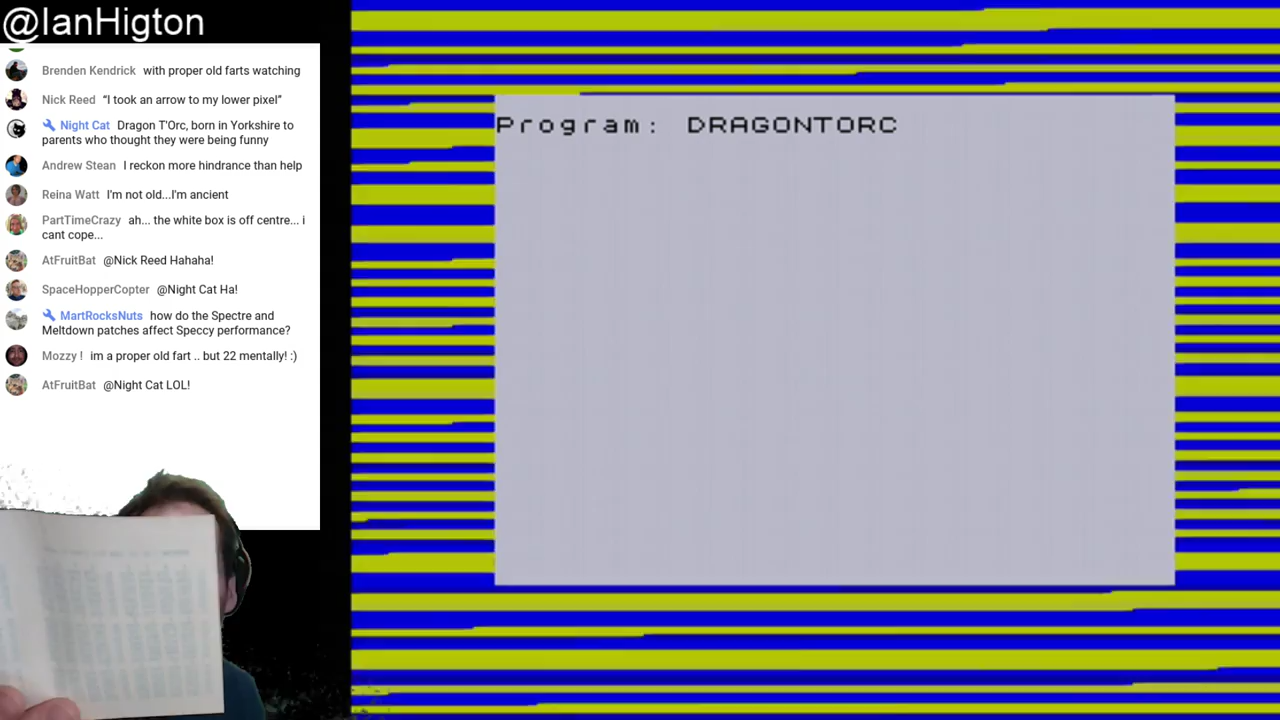 @IanHigton
Brenden Kendrick with proper old farts watching
Nick Reed “I took an arrow to my lower pixel”
Night Cat Dragon T'Orc, born in Yorkshire to
parents who thought they were being funny
Andrew Stean I reckon more hindrance than help
Reina Watt I'm not old...I'm ancient
PartTimeCrazy ah... the white box is off centre... i
cant cope...
AtFruitBat @Nick Reed Hahaha!
SpaceHopperCopter @Night Cat Ha!
MartRocksNuts how do the Spectre and
Meltdown patches affect Speccy performance?
Mozzy ! im a proper old fart .. but 22 mentally! :)
AtFruitBat @Night Cat LOL!
Program: DRAGONTORC